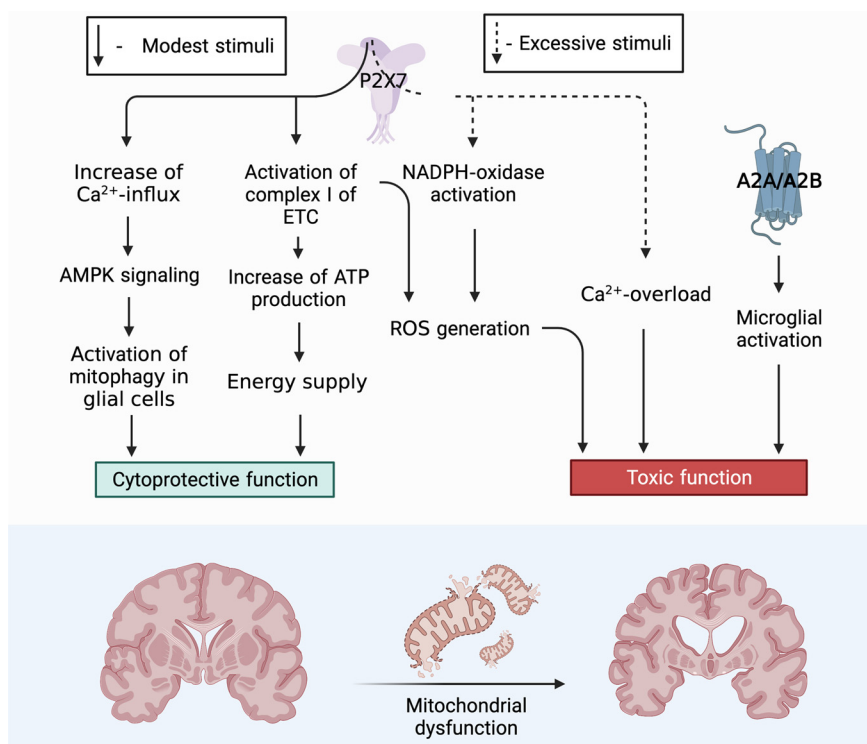 - Modest stimuli
- Excessive stimuli
P2X7
Increase of
Ca²⁺-influx
Activation of
complex I of
ETC
NADPH-oxidase
activation
A2A/A2B
AMPK signaling
Increase of ATP
production
ROS generation
Ca²⁺-overload
Microglial
activation
Activation of
mitophagy in
glial cells
Energy supply
Cytoprotective function
Toxic function
Mitochondrial
dysfunction